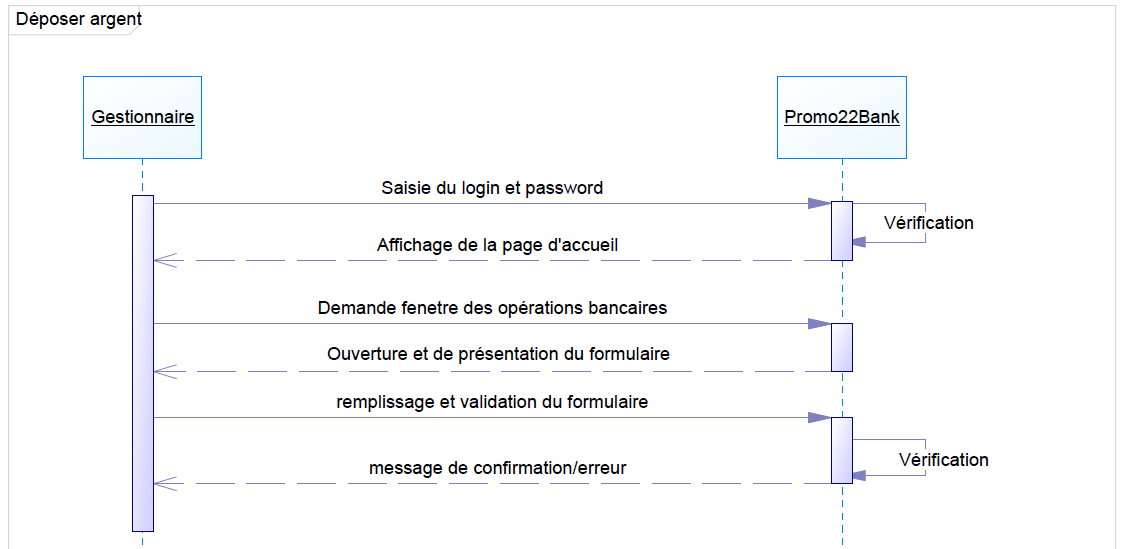 Déposer argent
Gestionnaire
Promo22Bank
Saisie du login et password
Vérification
Affichage de la page d'accueil
Demande fenetre des opérations bancaires
Ouverture et de présentation du formulaire
remplissage et validation du formulaire
Vérification
message de confirmation/erreur